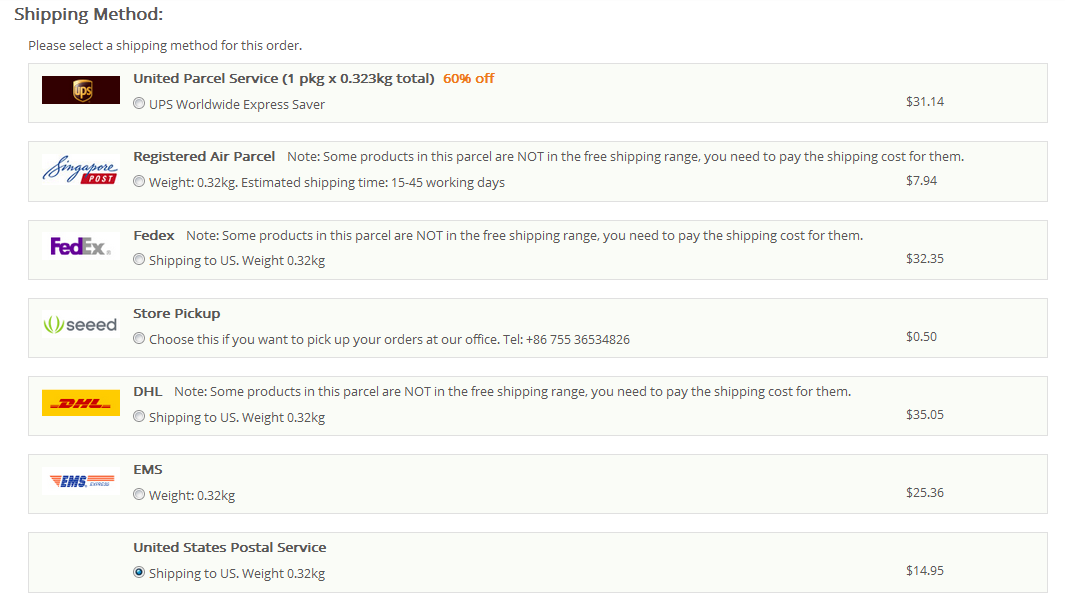 Shipping Method:
Please select a shipping method for this order.
ups
United Parcel Service (1 pkg x 0.323kg total) 60% off
UPS Worldwide Express Saver
$31.14
Singapore
POST
Registered Air Parcel Note: Some products in this parcel are NOT in the free shipping range, you need to pay the shipping cost for them.
Weight: 0.32kg. Estimated shipping time: 15-45 working days
$7.94
FedEx
Fedex Note: Some products in this parcel are NOT in the free shipping range, you need to pay the shipping cost for them.
Shipping to US. Weight 0.32kg
$32.35
seeed
Store Pickup
Choose this if you want to pick up your orders at our office. Tel: +86 755 36534826
$0.50
DHL
DHL Note: Some products in this parcel are NOT in the free shipping range, you need to pay the shipping cost for them.
Shipping to US. Weight 0.32kg
$35.05
EMS EXPRESS
EMS
Weight: 0.32kg
$25.36
United States Postal Service
Shipping to US. Weight 0.32kg
$14.95